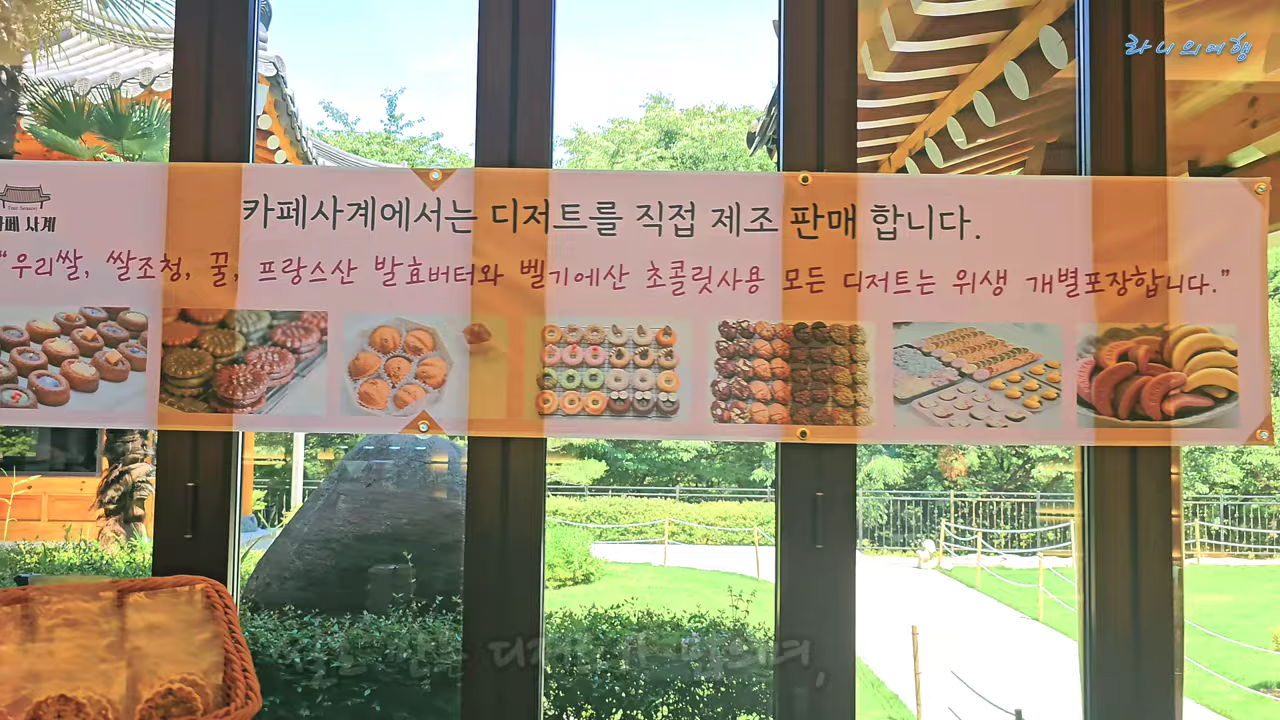 라니의여행
Four Season
카페 사계
카페사계에서는 디저트를 직접 제조 판매 합니다.
“우리쌀, 쌀조청, 꿀, 프랑스산 발효버터와 벨기에산 초콜릿사용 모든 디저트는 위생 개별포장합니다.”